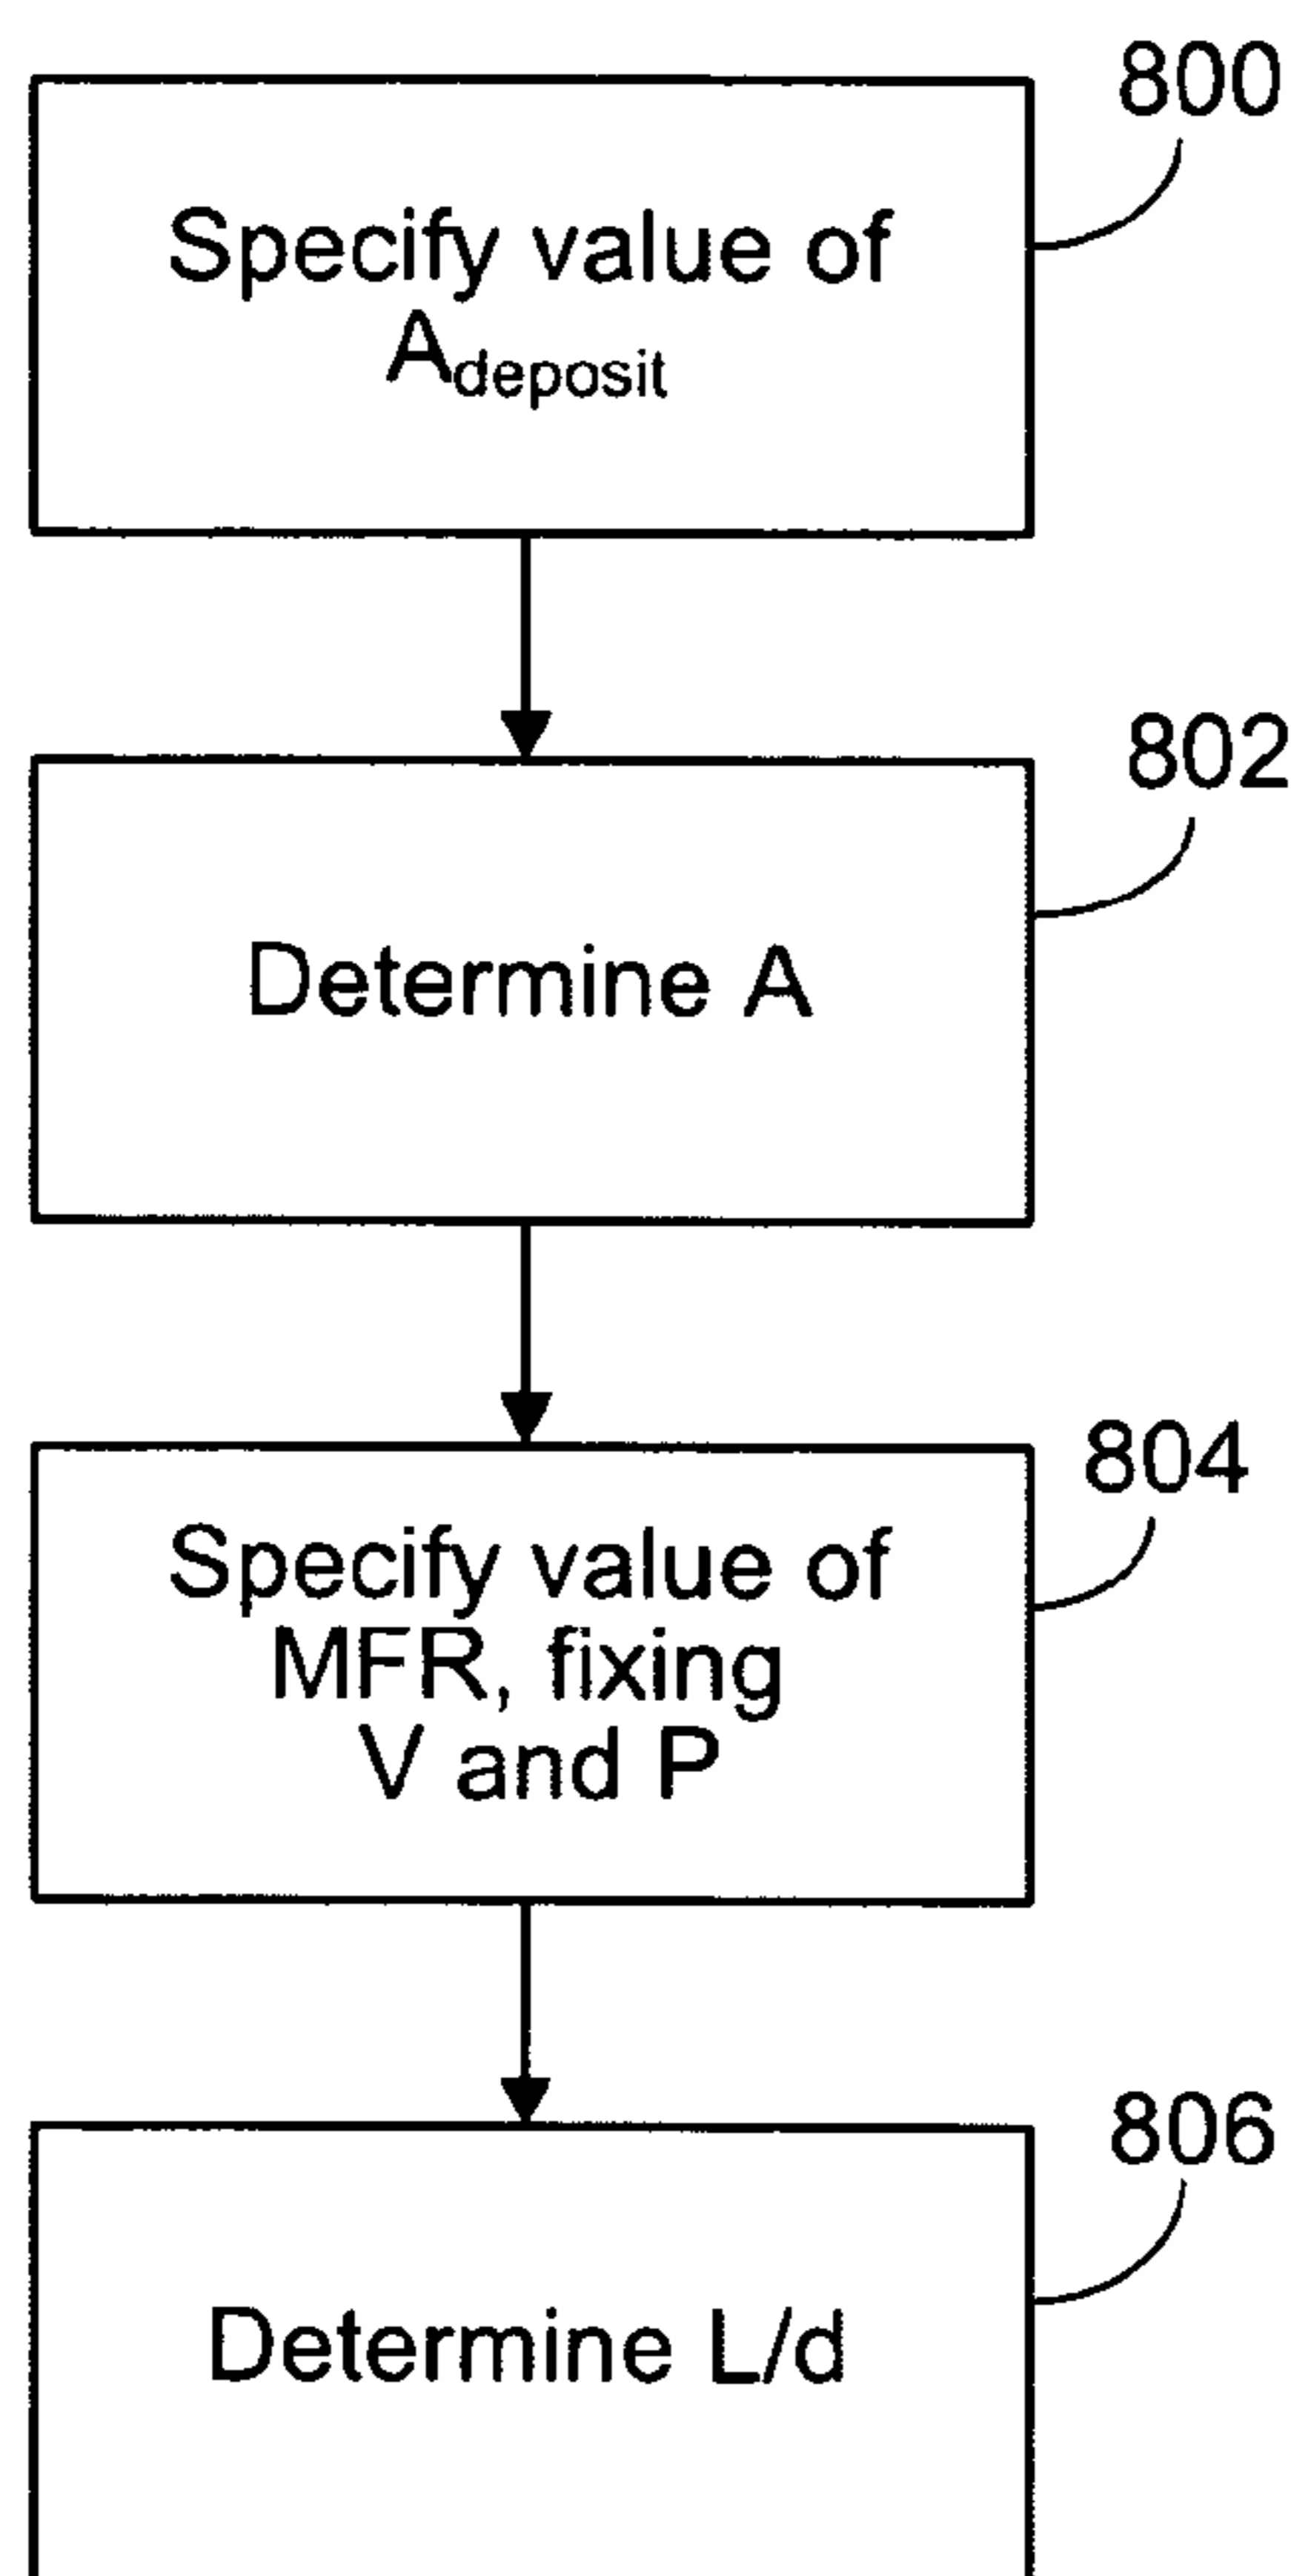 800
Specify value of
Adeposit
802
Determine A
804
Specify value of
MFR, fixing
V and P
806
Determine L/d